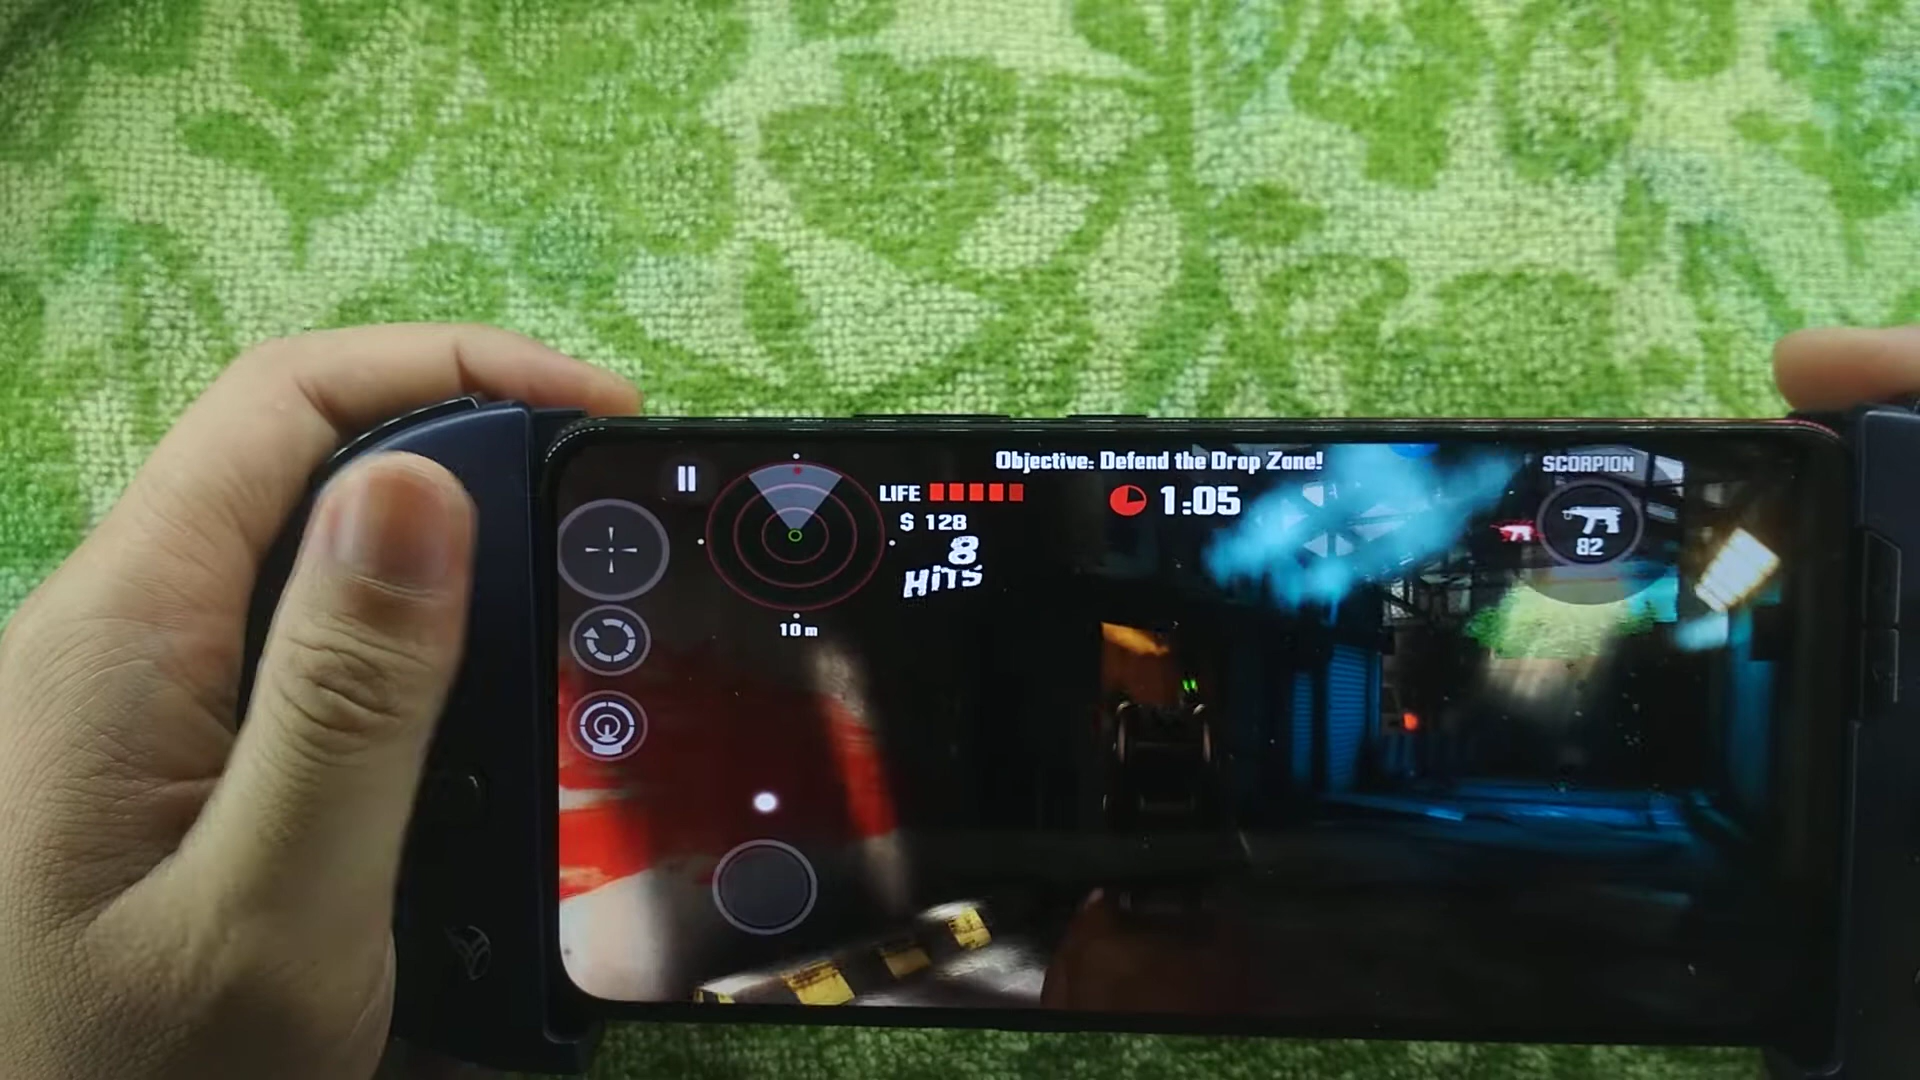 Objective: Defend the Drop Zone!
SCORPION
LIFE
1:05
$ 128
8
HiTS
82
10 m